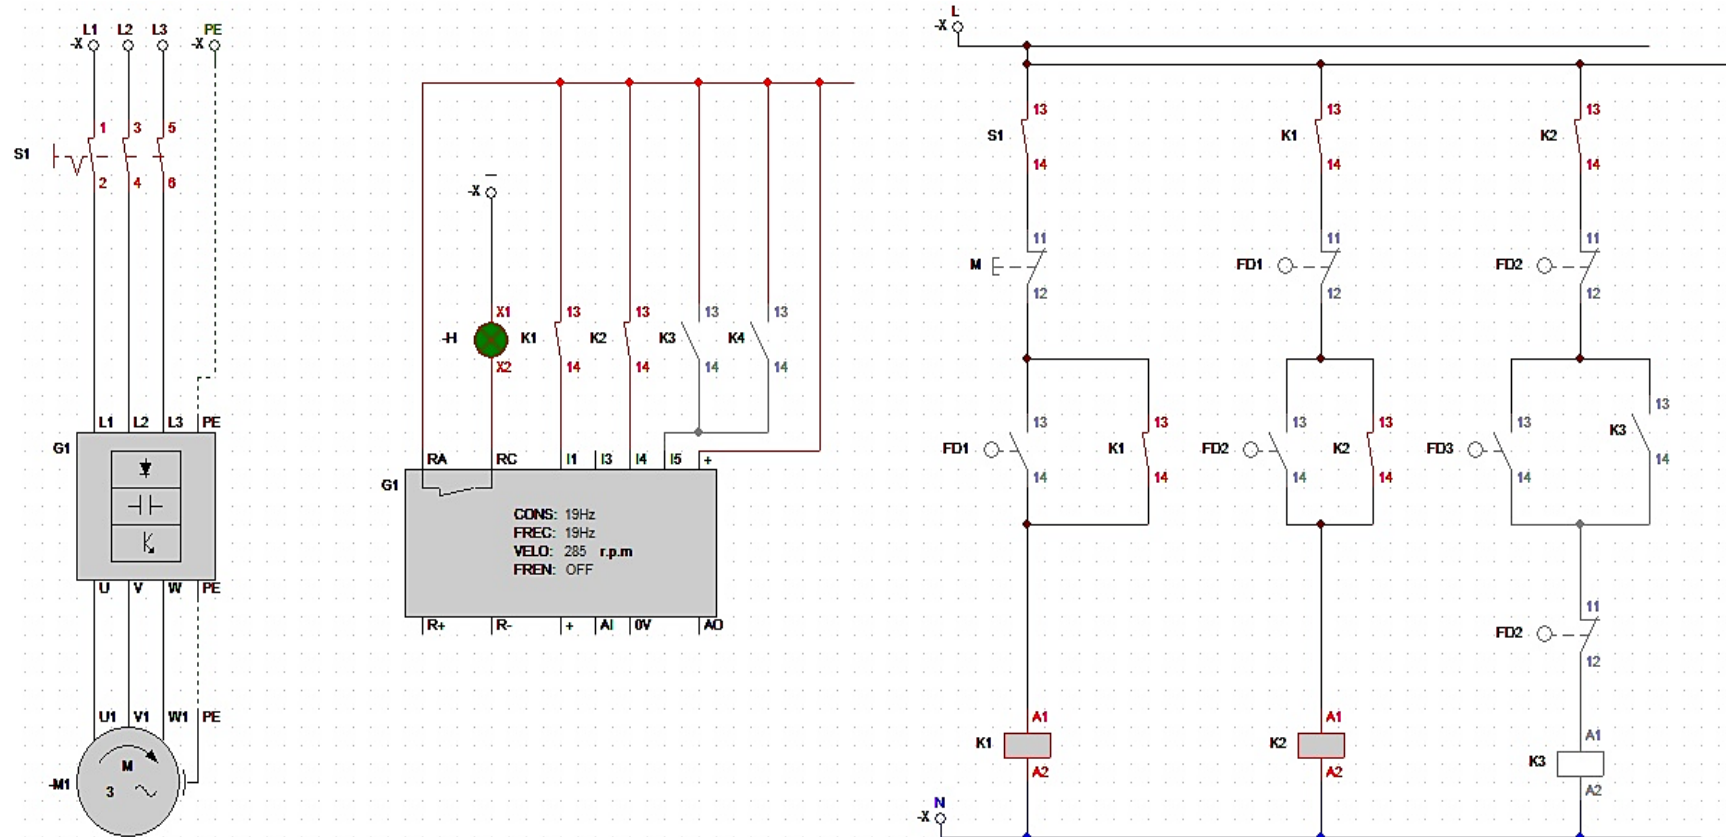 L1 L2 L3 PE
-X -X
1 3 5
S1
2 4 6
L1 L2 L3 PE
G1
U V W PE
U1 V1 W1 PE
-M1
M
3
-X
-H
X1
X2
K1
13
14
K2
13
14
K3
13
14
K4
13
14
RA RC I1 I3 I4 I5 +
G1
CONS: 19Hz
FREC: 19Hz
VELO: 285 r.p.m
FREN: OFF
R+ R- + AI 0V AO
L
-X
S1
13
14
K1
13
14
K2
13
14
M
11
12
FD1
11
12
FD2
11
12
FD1
13
14
K1
13
14
FD2
13
14
K2
13
14
FD3
13
14
K3
13
14
FD2
11
12
K1
A1
A2
K2
A1
A2
K3
A1
A2
N
-X